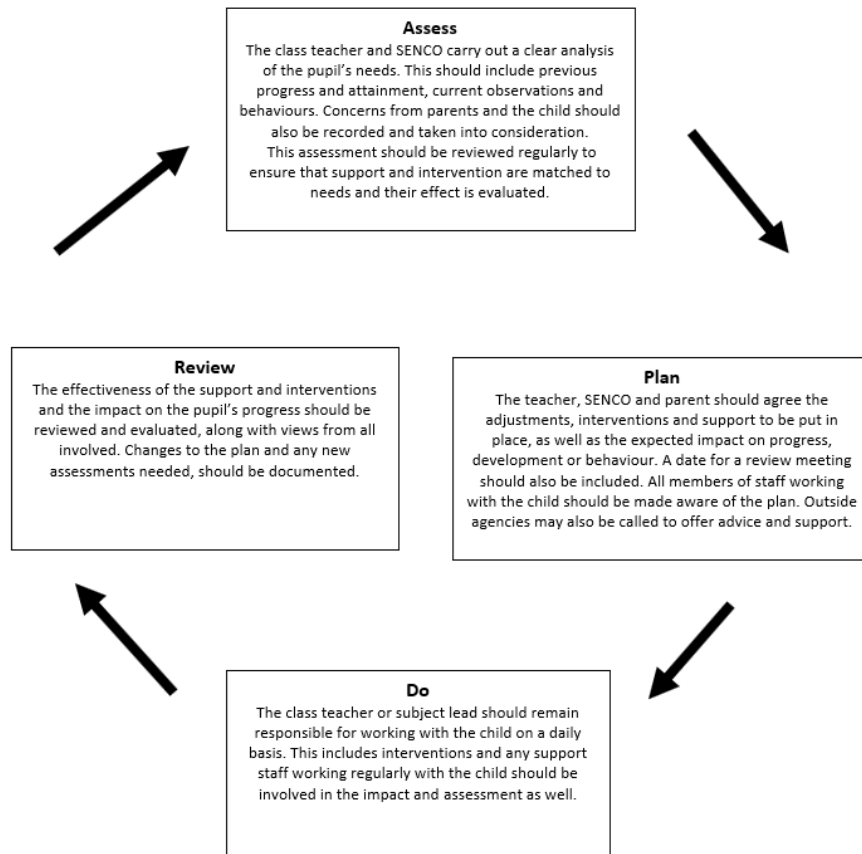 Assess
The class teacher and SENCO carry out a clear analysis
of the pupil's needs. This should include previous
progress and attainment, current observations and
behaviours. Concerns from parents and the child should
also be recorded and taken into consideration.
This assessment should be reviewed regularly to
ensure that support and intervention are matched to
needs and their effect is evaluated.
Plan
The teacher, SENCO and parent should agree the
adjustments, interventions and support to be put in
place, as well as the expected impact on progress,
development or behaviour. A date for a review meeting
should also be included. All members of staff working
with the child should be made aware of the plan. Outside
agencies may also be called to offer advice and support.
Do
The class teacher or subject lead should remain
responsible for working with the child on a daily
basis. This includes interventions and any support
staff working regularly with the child should be
involved in the impact and assessment as well.
Review
The effectiveness of the support and interventions
and the impact on the pupil's progress should be
reviewed and evaluated, along with views from all
involved. Changes to the plan and any new
assessments needed, should be documented.